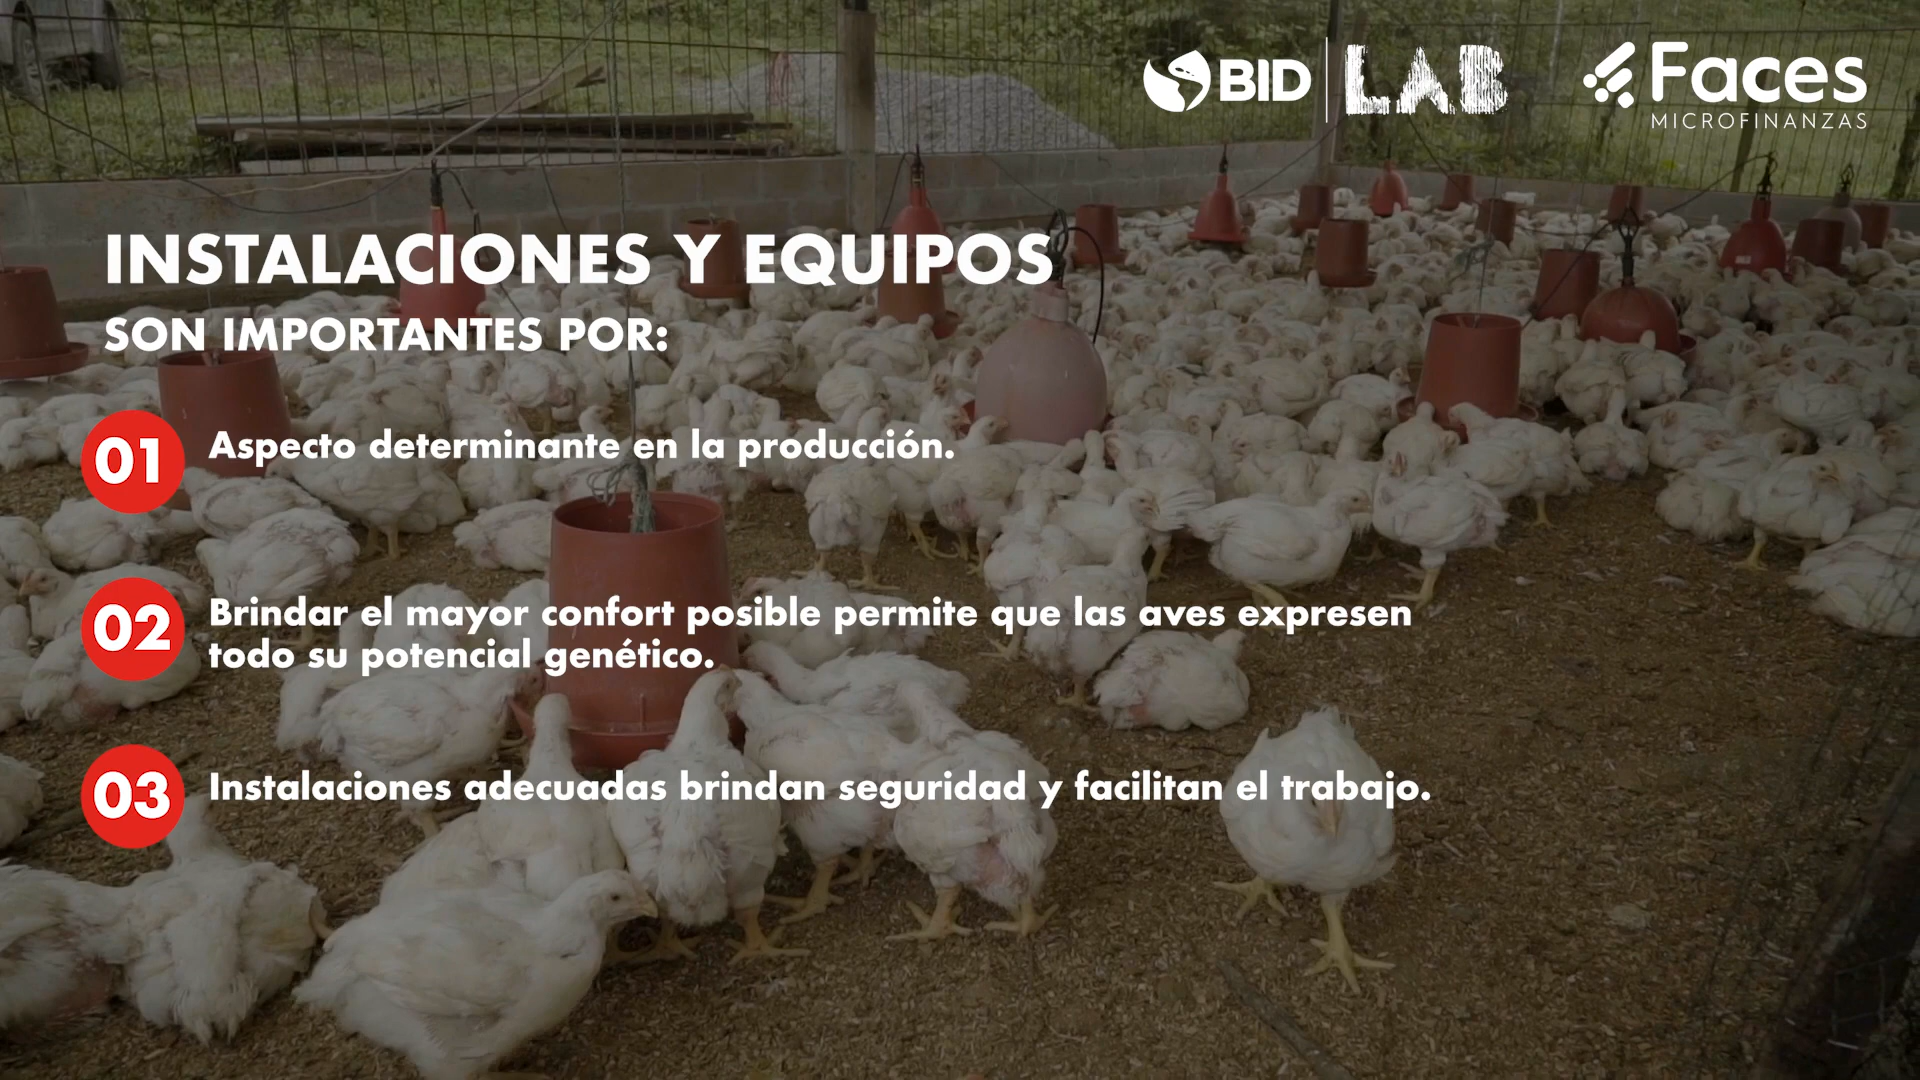 BID | LAB
Faces
MICROFINANZAS
INSTALACIONES Y EQUIPOS
SON IMPORTANTES POR:
01
Aspecto determinante en la producción.
02
Brindar el mayor confort posible permite que las aves expresen
todo su potencial genético.
03
Instalaciones adecuadas brindan seguridad y facilitan el trabajo.